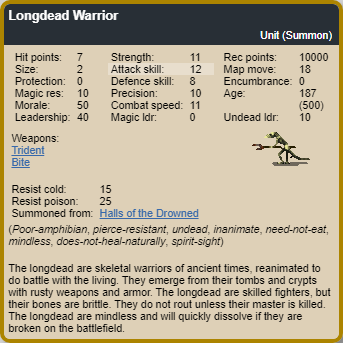 Longdead Warrior
Unit (Summon)
Hit points: 7 Strength: 11 Rec points: 10000
Size: 2 Attack skill: 12 Map move: 18
Protection: 0 Defence skill: 8 Encumbrance: 0
Magic res: 10 Precision: 10 Age: 187
Morale: 50 Combat speed: 11 (500)
Leadership: 40 Magic ldr: 0 Undead ldr: 10
Weapons:
Trident
Bite
Resist cold: 15
Resist poison: 25
Summoned from: Halls of the Drowned
(Poor-amphibian, pierce-resistant, undead, inanimate, need-not-eat,
mindless, does-not-heal-naturally, spirit-sight)
The longdead are skeletal warriors of ancient times, reanimated to
do battle with the living. They emerge from their tombs and crypts
with rusty weapons and armor. The longdead are skilled fighters, but
their bones are brittle. They do not rout unless their master is killed.
The longdead are mindless and will quickly dissolve if they are
broken on the battlefield.